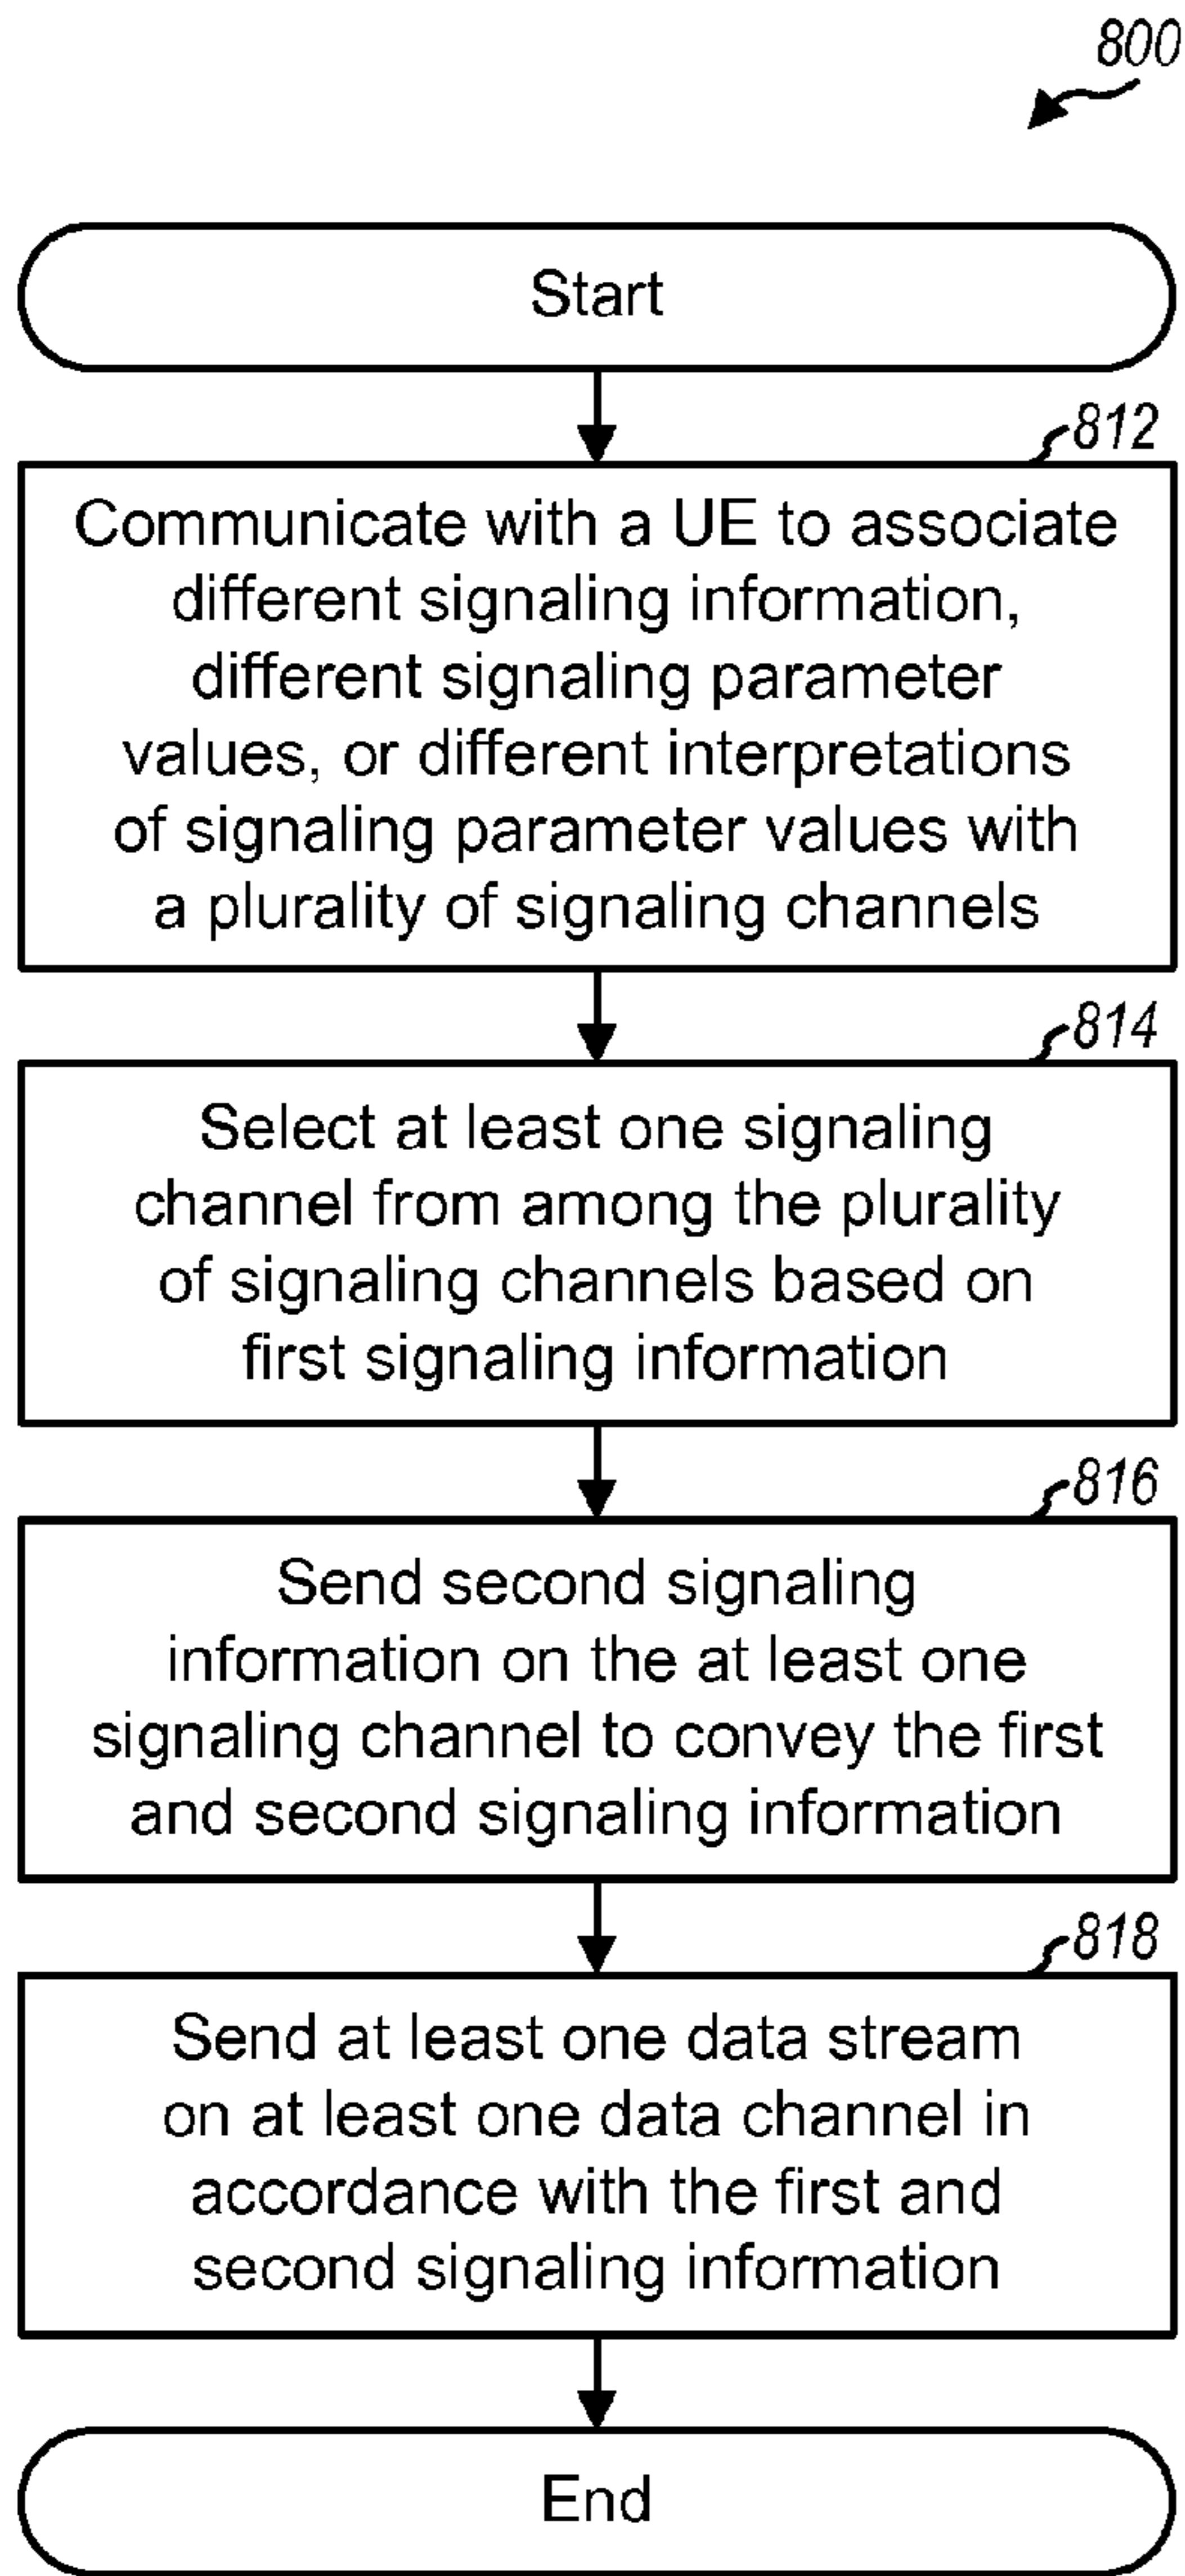 800
Start
812
Communicate with a UE to associate
different signaling information,
different signaling parameter
values, or different interpretations
of signaling parameter values with
a plurality of signaling channels
814
Select at least one signaling
channel from among the plurality
of signaling channels based on
first signaling information
816
Send second signaling
information on the at least one
signaling channel to convey the first
and second signaling information
818
Send at least one data stream
on at least one data channel in
accordance with the first and
second signaling information
End